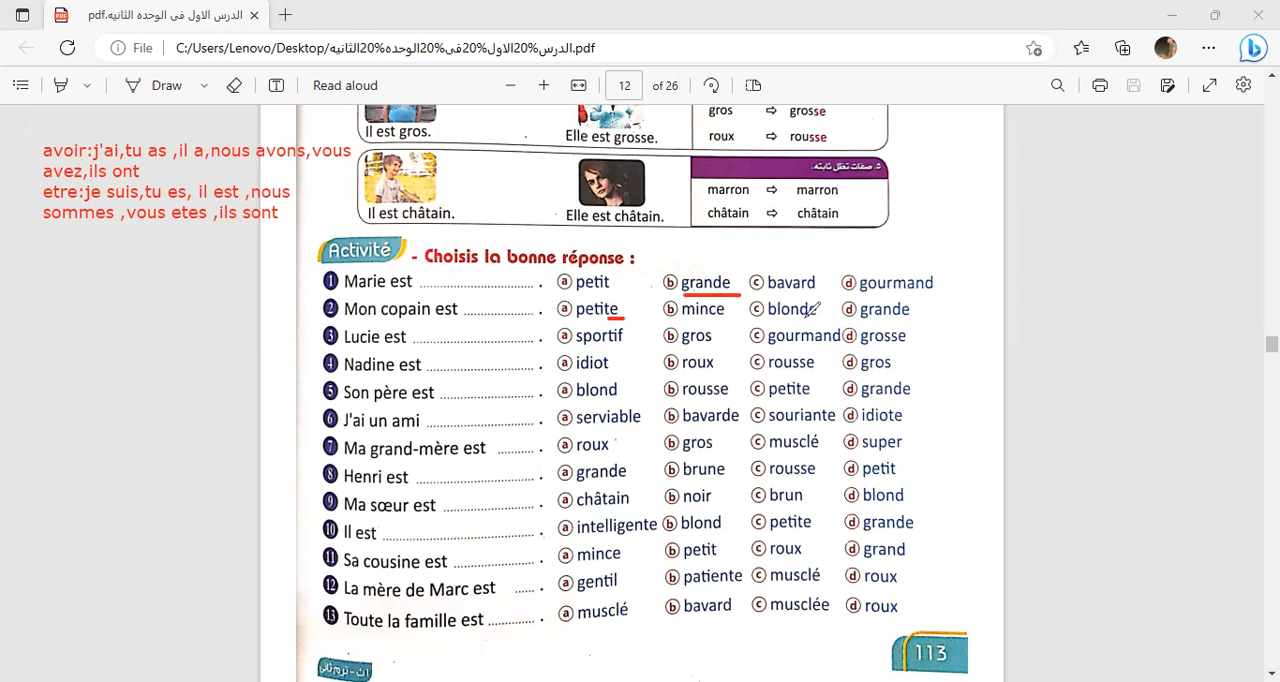 الدرس الاول فى الوحده الثانيه.pdf
File C:/Users/Lenovo/Desktop/الدرس%20الاول%20فى%20الوحده%20الثانيه.pdf
Draw Read aloud 12 of 26
avoir:j'ai,tu as ,il a,nous avons,vous
avez,ils ont
etre:je suis,tu es, il est ,nous
sommes ,vous etes ,ils sont
Il est gros. Elle est grosse. gros ⇨ grosse
roux ⇨ rousse
٥. صفات تظل ثابته.
marron ⇨ marron
Il est châtain. Elle est châtain. châtain ⇨ châtain
Activité - Choisis la bonne réponse :
1 Marie est .............................. . a petit b grande c bavard d gourmand
2 Mon copain est .................. . a petite b mince c blonde d grande
3 Lucie est .............................. . a sportif b gros c gourmand d grosse
4 Nadine est ........................... . a idiot b roux c rousse d gros
5 Son père est ........................ . a blond b rousse c petite d grande
6 J'ai un ami ........................... . a serviable b bavarde c souriante d idiote
7 Ma grand-mère est ......... . a roux b gros c musclé d super
8 Henri est .............................. . a grande b brune c rousse d petit
9 Ma sœur est ....................... . a châtain b noir c brun d blond
10 Il est ..................................... . a intelligente b blond c petite d grande
11 Sa cousine est ..................... . a mince b petit c roux d grand
12 La mère de Marc est ...... . a gentil b patiente c musclé d roux
13 Toute la famille est ............ . a musclé b bavard c musclée d roux
113